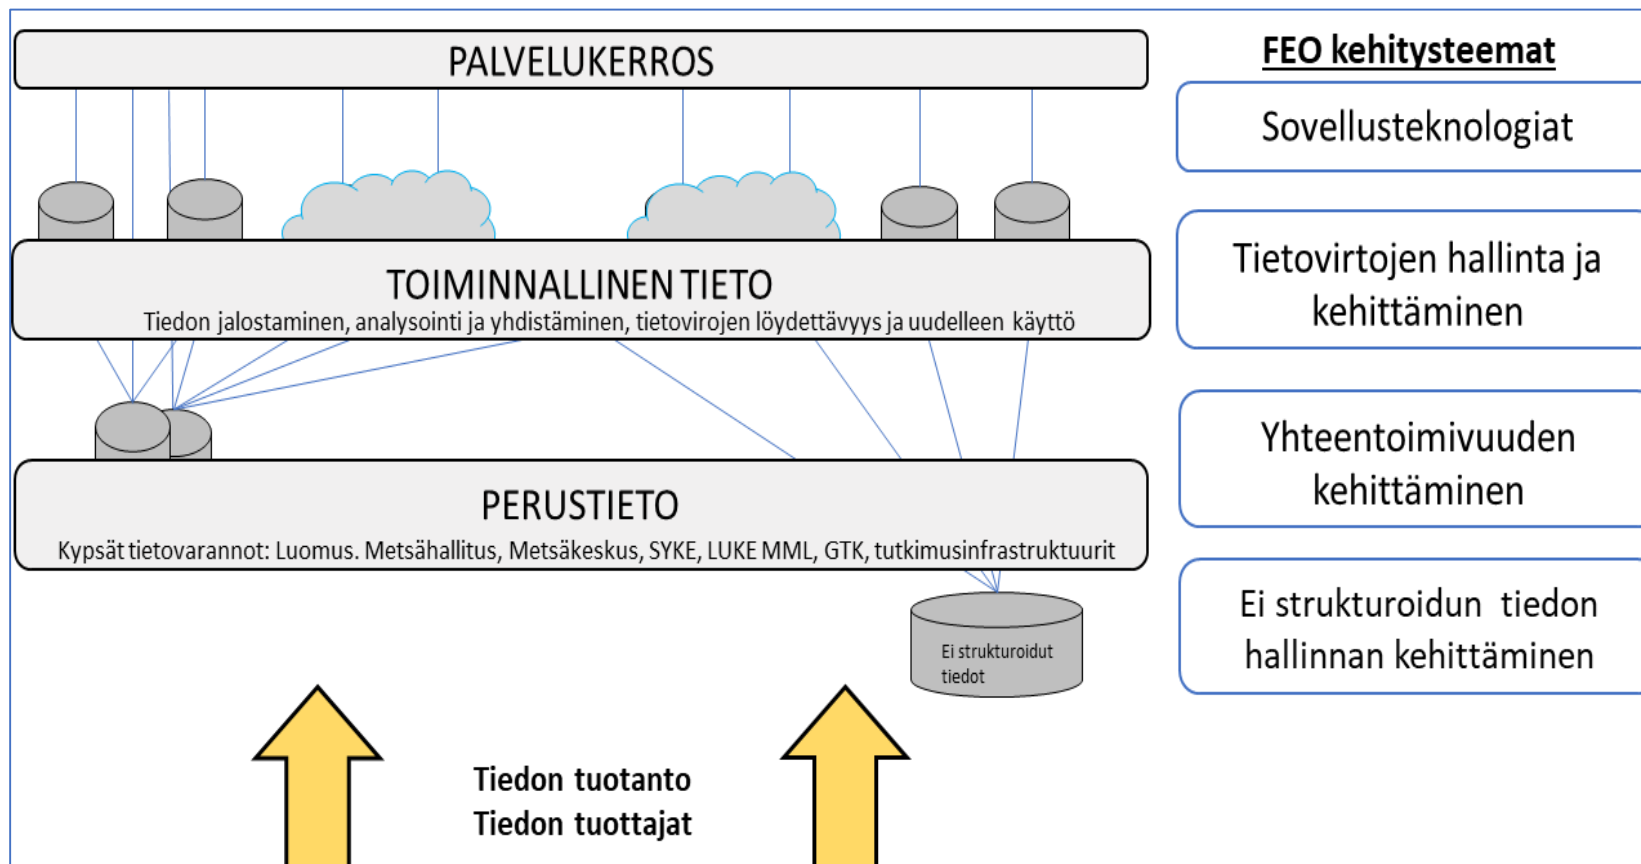 PALVELUKERROS
TOIMINNALLINEN TIETO
Tiedon jalostaminen, analysointi ja yhdistäminen, tietovirojen löydettävyys ja uudelleen käyttö
PERUSTIETO
Kypsät tietovarannot: Luomus. Metsähallitus, Metsäkeskus, SYKE, LUKE MML, GTK, tutkimusinfrastruktuurit
Ei strukturoidut
tiedot
Tiedon tuotanto
Tiedon tuottajat
FEO kehitysteemat
Sovellusteknologiat
Tietovirtojen hallinta ja
kehittäminen
Yhteentoimivuuden
kehittäminen
Ei strukturoidun tiedon
hallinnan kehittäminen